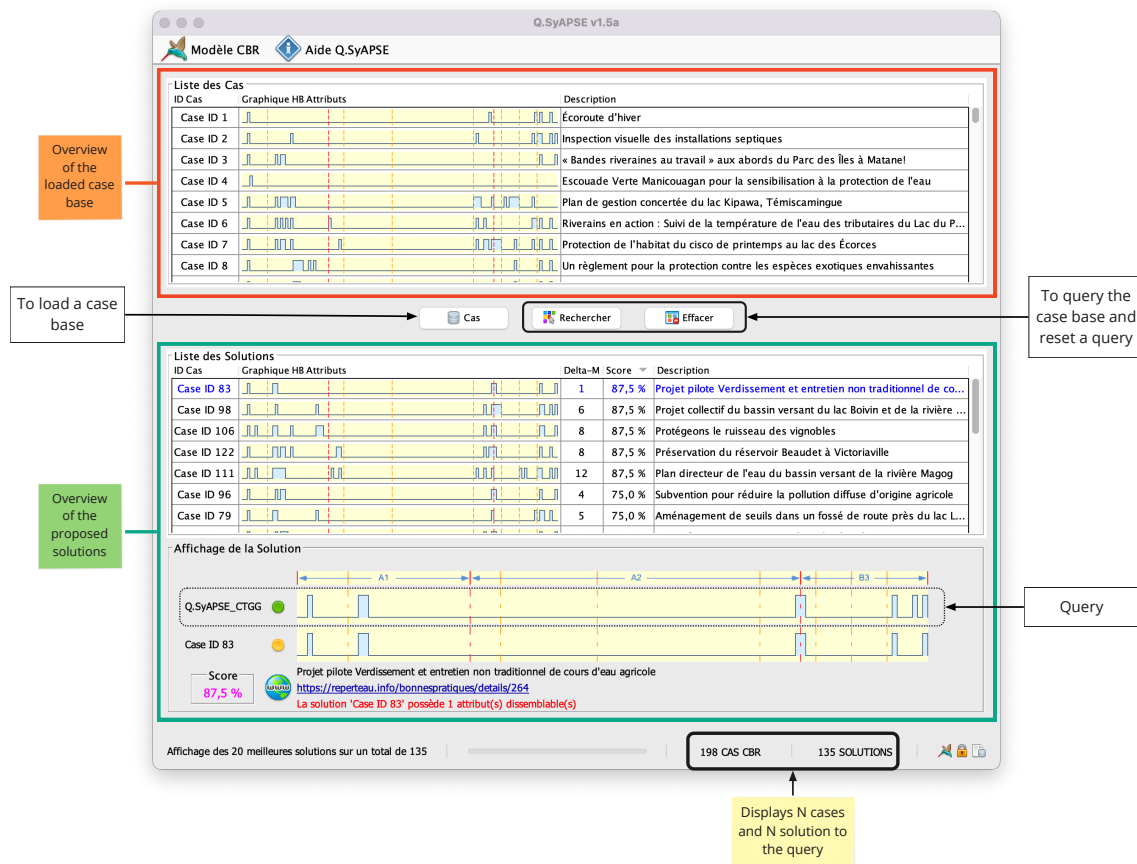 Q.SyAPSE v1.5a
Modèle CBR
Aide Q.SyAPSE
Overview
of the
loaded case
base
Liste des Cas
ID Cas Graphique HB Attributs Description
Case ID 1 Écoroute d'hiver
Case ID 2 Inspection visuelle des installations septiques
Case ID 3 « Bandes riveraines au travail » aux abords du Parc des Îles à Matane!
Case ID 4 Escouade Verte Manicouagan pour la sensibilisation à la protection de l'eau
Case ID 5 Plan de gestion concertée du lac Kipawa, Témiscamingue
Case ID 6 Riverains en action : Suivi de la température de l'eau des tributaires du Lac du P...
Case ID 7 Protection de l'habitat du cisco de printemps au lac des Écorces
Case ID 8 Un règlement pour la protection contre les espèces exotiques envahissantes
To load a case
base
Cas
Rechercher
Effacer
To query the
case base and
reset a query
Overview
of the
proposed
solutions
Liste des Solutions
ID Cas Graphique HB Attributs Delta-M Score Description
Case ID 83 1 87,5 % Projet pilote Verdissement et entretien non traditionnel de co...
Case ID 98 6 87,5 % Projet collectif du bassin versant du lac Boivin et de la rivière ...
Case ID 106 8 87,5 % Protégeons le ruisseau des vignobles
Case ID 122 8 87,5 % Préservation du réservoir Beaudet à Victoriaville
Case ID 111 12 87,5 % Plan directeur de l'eau du bassin versant de la rivière Magog
Case ID 96 4 75,0 % Subvention pour réduire la pollution diffuse d'origine agricole
Case ID 79 5 75,0 % Aménagement de seuils dans un fossé de route près du lac L...
Affichage de la Solution
A1 A2 B3
Q.SyAPSE_CTGG
Case ID 83
Query
Score
87,5 %
www
Projet pilote Verdissement et entretien non traditionnel de cours d'eau agricole
https://reperteau.info/bonnespratiques/details/264
La solution 'Case ID 83' possède 1 attribut(s) dissemblable(s)
Affichage des 20 meilleures solutions sur un total de 135
198 CAS CBR
135 SOLUTIONS
Displays N cases
and N solution to
the query